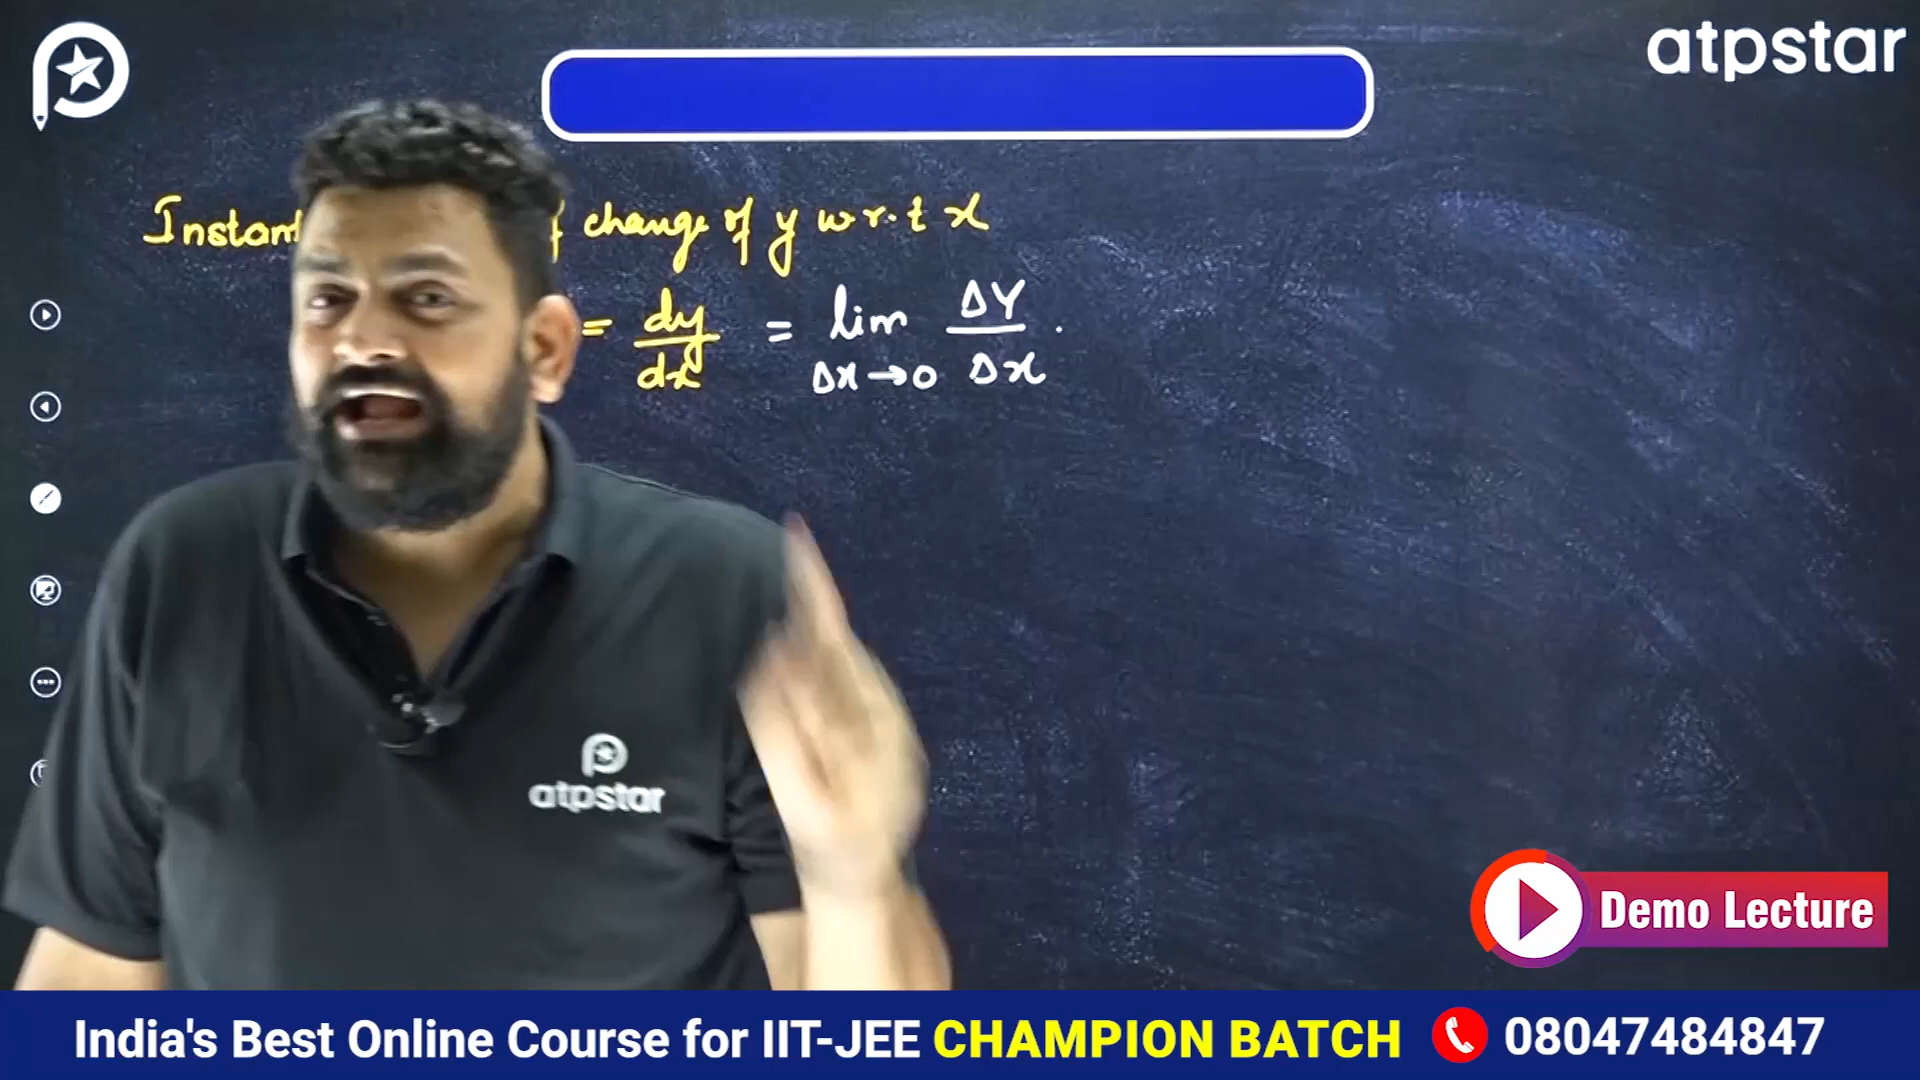 atpstar
Instant change of y w.r.t x
= dy/dx = lim Δx→0 ΔY/Δx .
atpstar
Demo Lecture
India's Best Online Course for IIT-JEE CHAMPION BATCH 08047484847